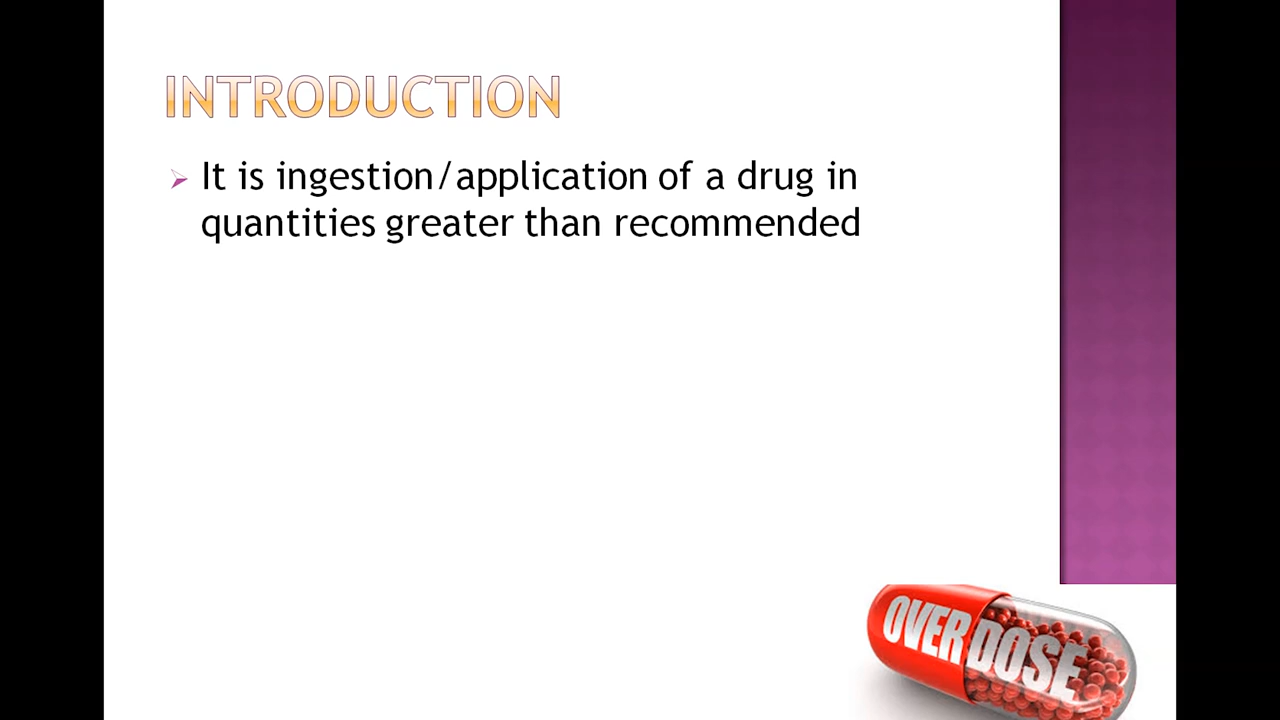 INTRODUCTION
It is ingestion/application of a drug in
quantities greater than recommended
OVERDOSE